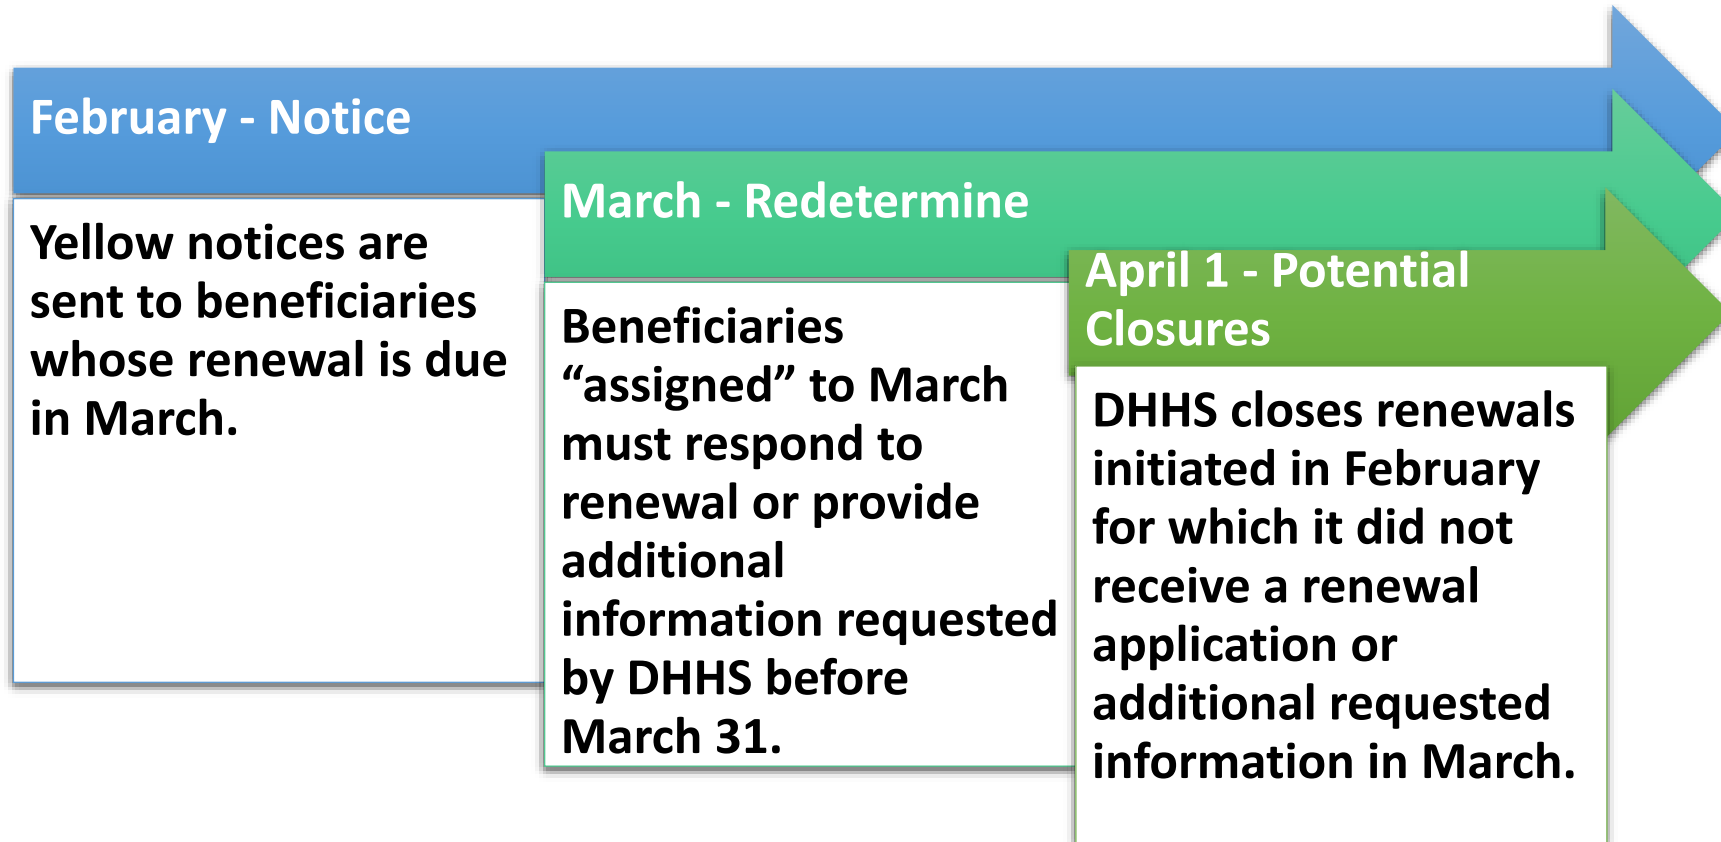 February - Notice
Yellow notices are
sent to beneficiaries
whose renewal is due
in March.
March - Redetermine
Beneficiaries
“assigned” to March
must respond to
renewal or provide
additional
information requested
by DHHS before
March 31.
April 1 - Potential
Closures
DHHS closes renewals
initiated in February
for which it did not
receive a renewal
application or
additional requested
information in March.